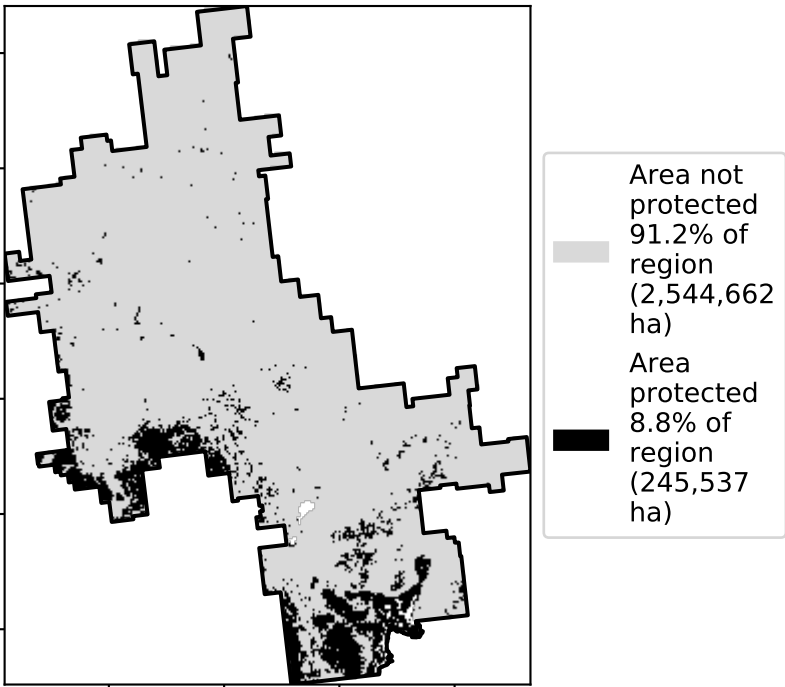 Area not
protected
91.2% of
region
(2,544,662
ha)
Area
protected
8.8% of
region
(245,537
ha)